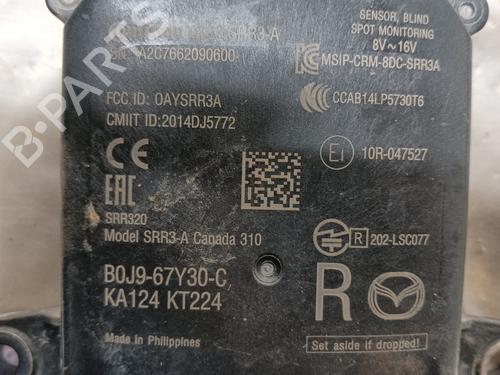 SRR3-A
SENSOR, BLIND
SPOT MONITORING
8V~16V
SN: A2C7662090600
MSIP-CRM-8DC-SRR3A
FCC ID: OAYSRR3A
CMIIT ID:2014DJ5772
CCAB14LP5730T6
CE
10R-047527
EAC
SRR320
Model SRR3-A Canada 310
R 202-LSC077
B0J9-67Y30-C
KA124 KT224
R
Made in Philippines
Set aside if dropped!
B-PARTS